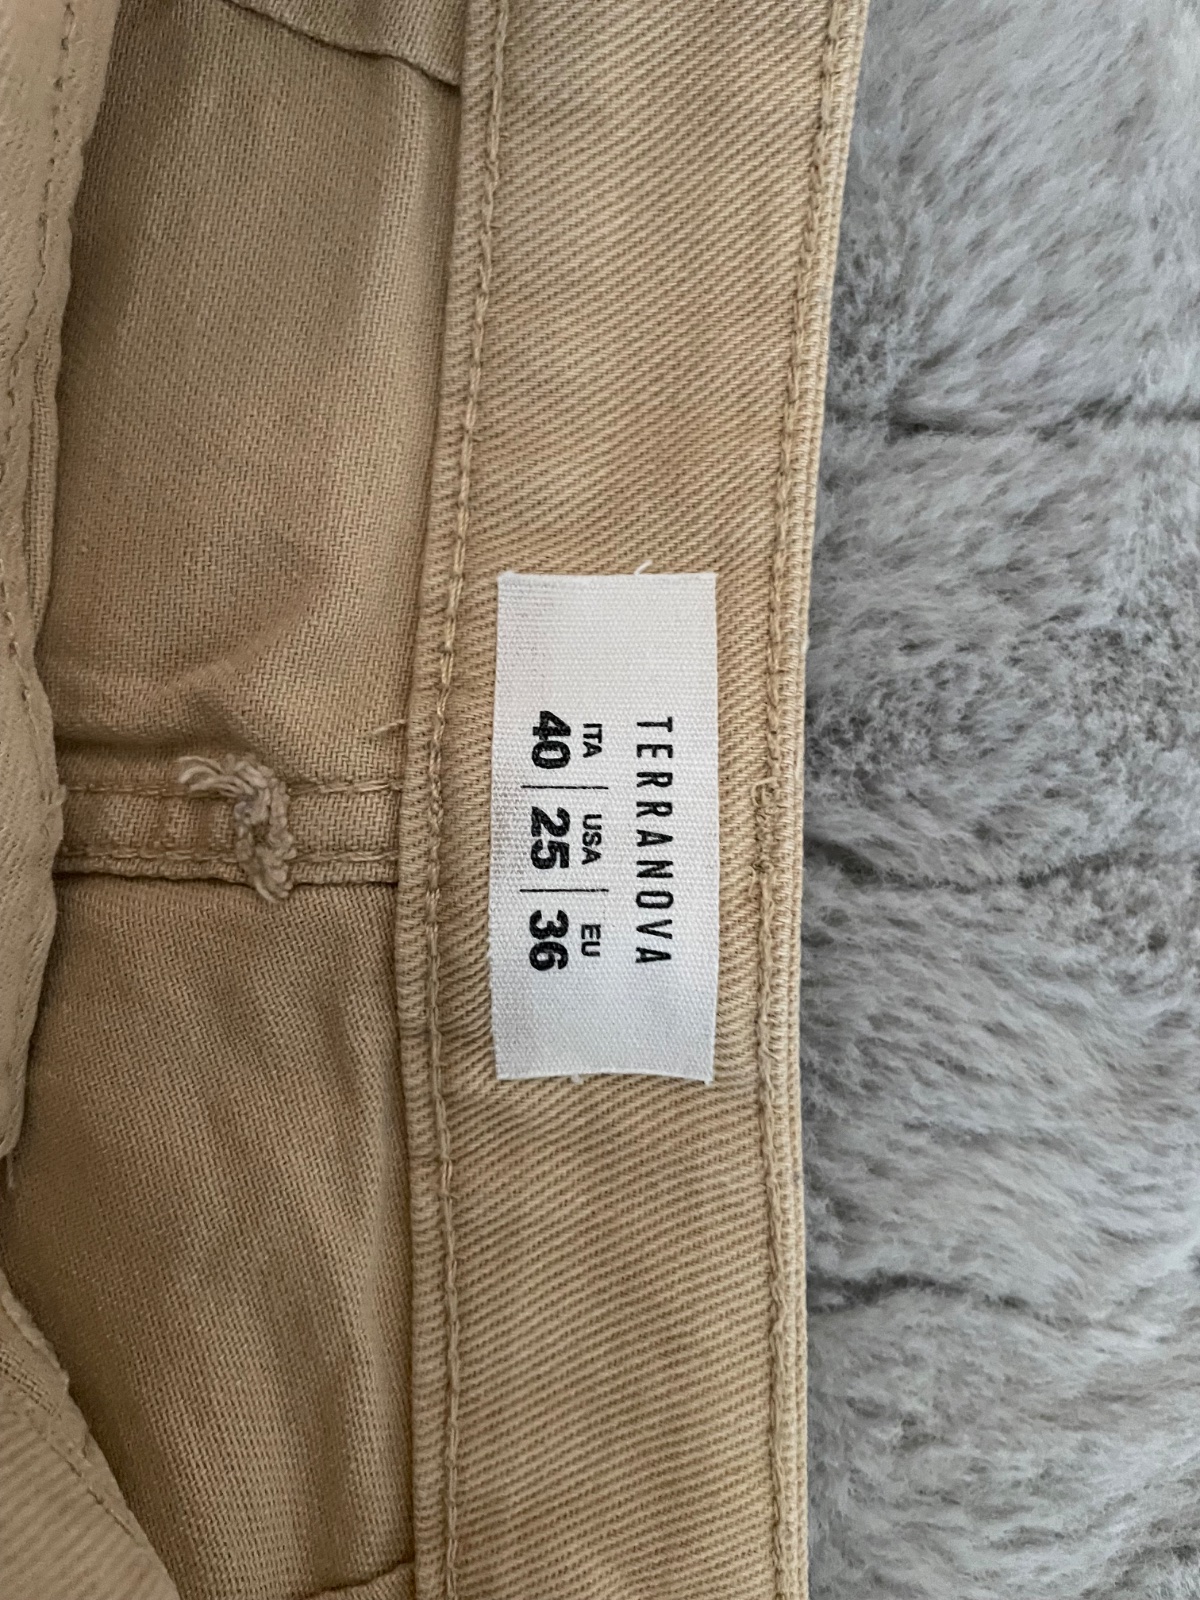 TERRANOVA
ITA | USA | EU
40 | 25 | 36